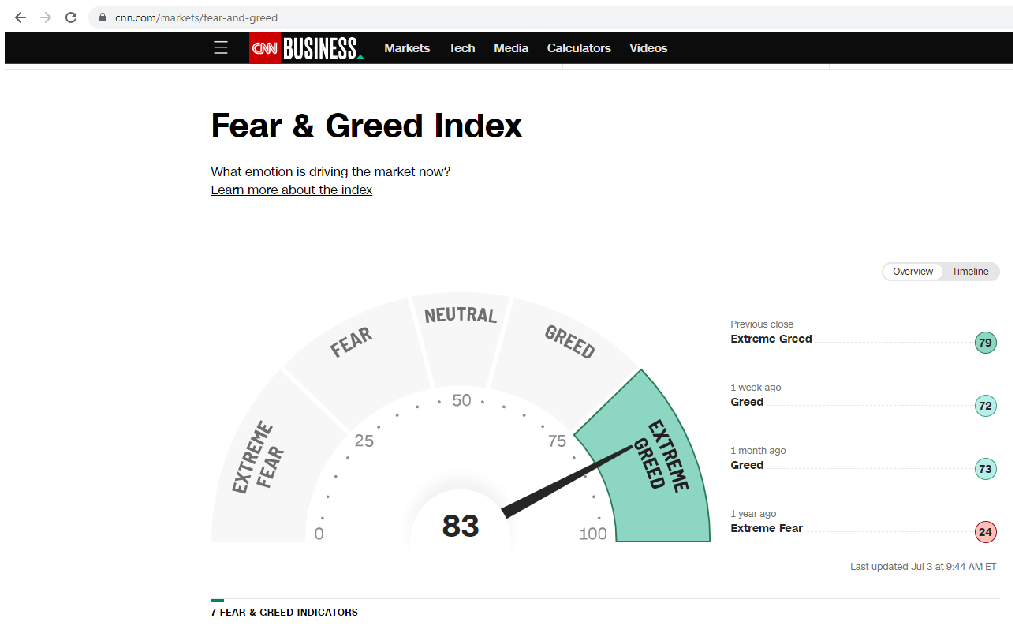 cnn.com/markets/fear-and-greed
CNN BUSINESS Markets Tech Media Calculators Videos
Fear & Greed Index
What emotion is driving the market now?
Learn more about the index
Overview Timeline
EXTREME FEAR
FEAR
NEUTRAL
GREED
EXTREME GREED
0
25
50
75
100
83
Previous close
Extreme Greed 79
1 week ago
Greed 72
1 month ago
Greed 73
1 year ago
Extreme Fear 24
Last updated Jul 3 at 9:44 AM ET
7 FEAR & GREED INDICATORS